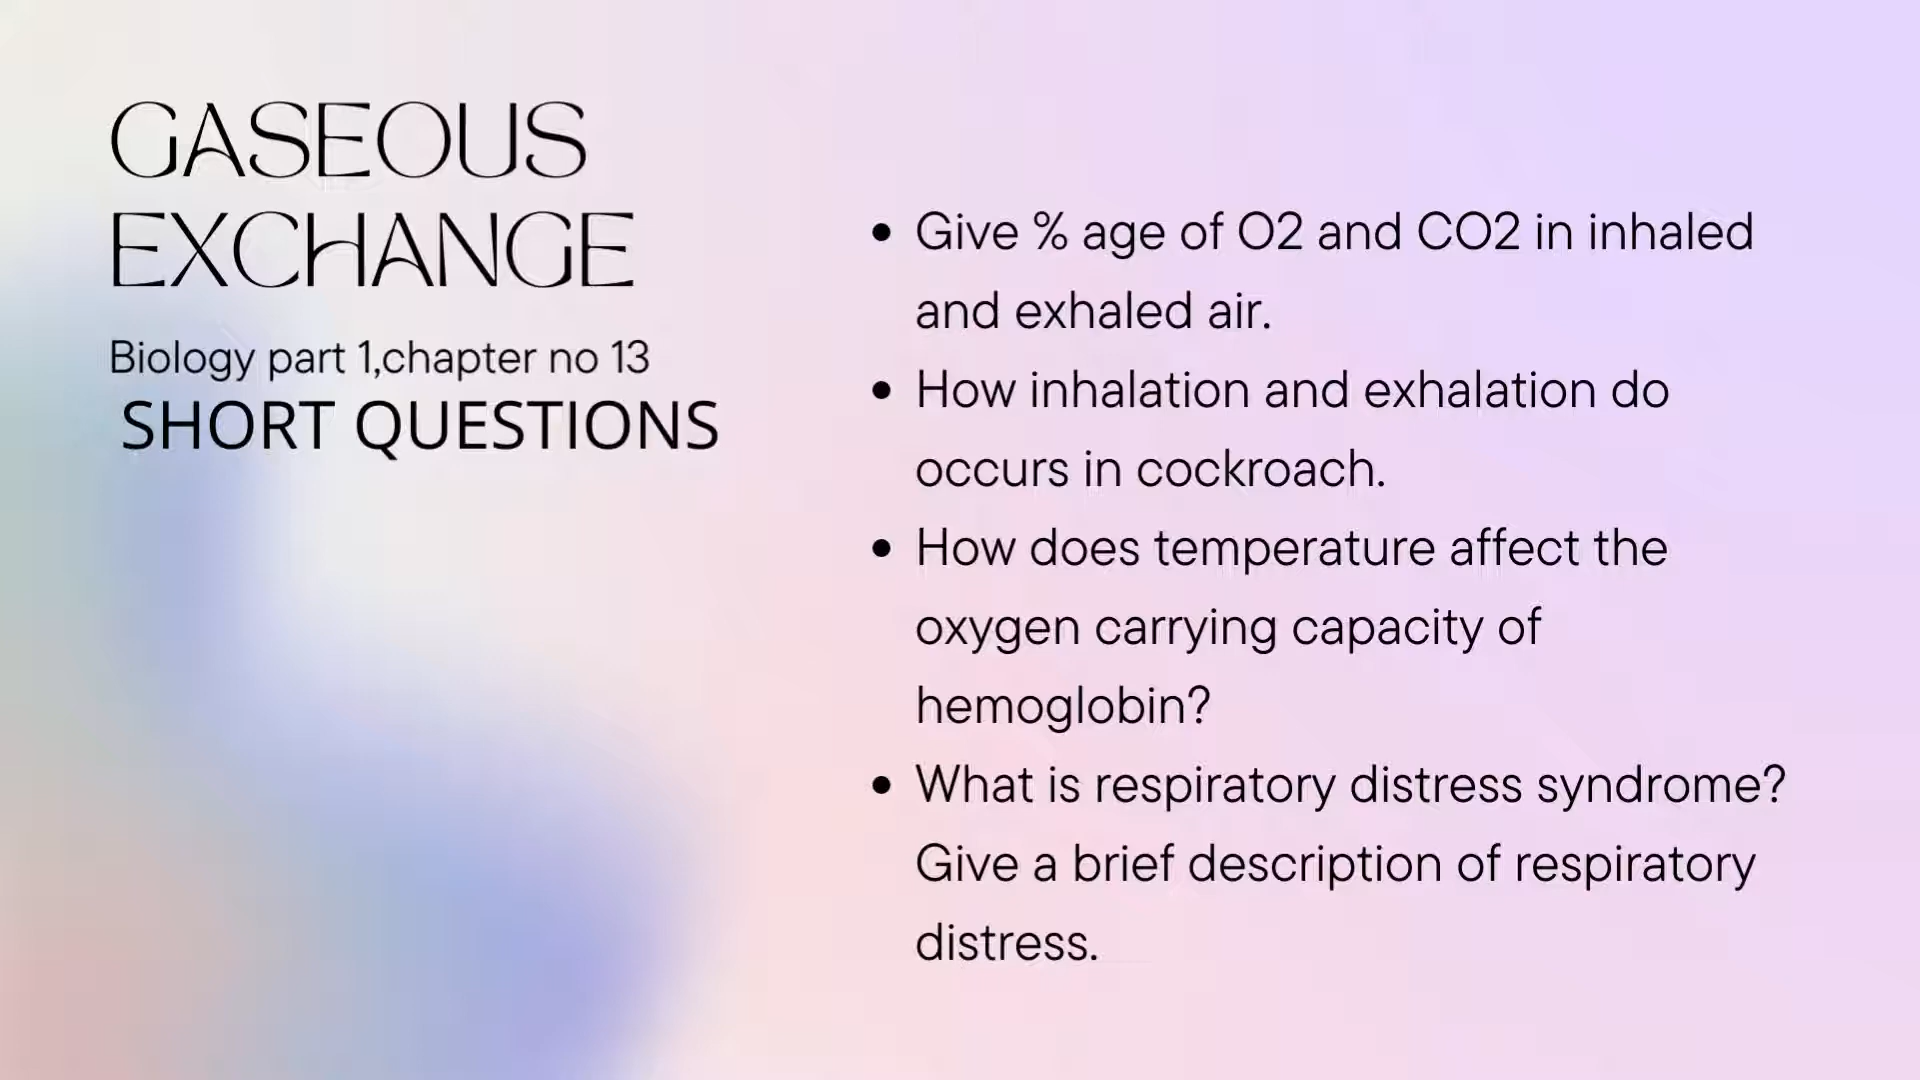 GASEOUS
EXCHANGE
Biology part 1,chapter no 13
SHORT QUESTIONS
• Give % age of O2 and CO2 in inhaled
and exhaled air.
• How inhalation and exhalation do
occurs in cockroach.
• How does temperature affect the
oxygen carrying capacity of
hemoglobin?
• What is respiratory distress syndrome?
Give a brief description of respiratory
distress.